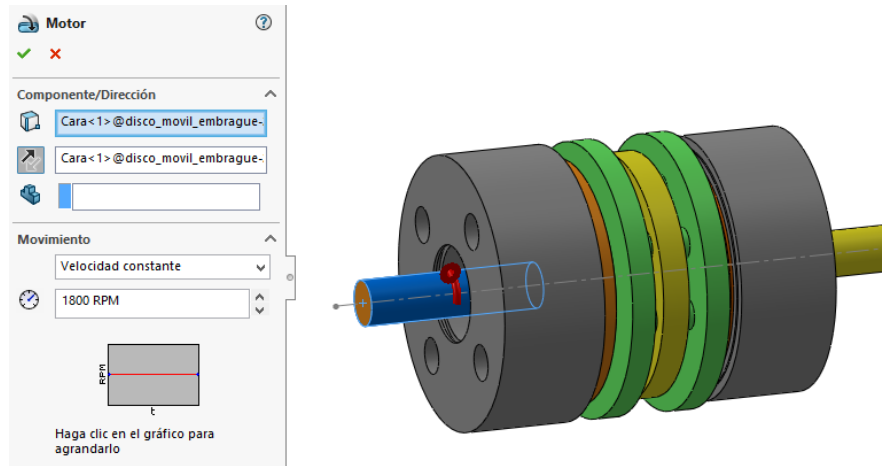 Motor
Componente/Dirección
Cara<1>@disco_movil_embrague-.
Cara<1>@disco_movil_embrague-.
Movimiento
Velocidad constante
1800 RPM
RPM
t
Haga clic en el gráfico para
agrandarlo